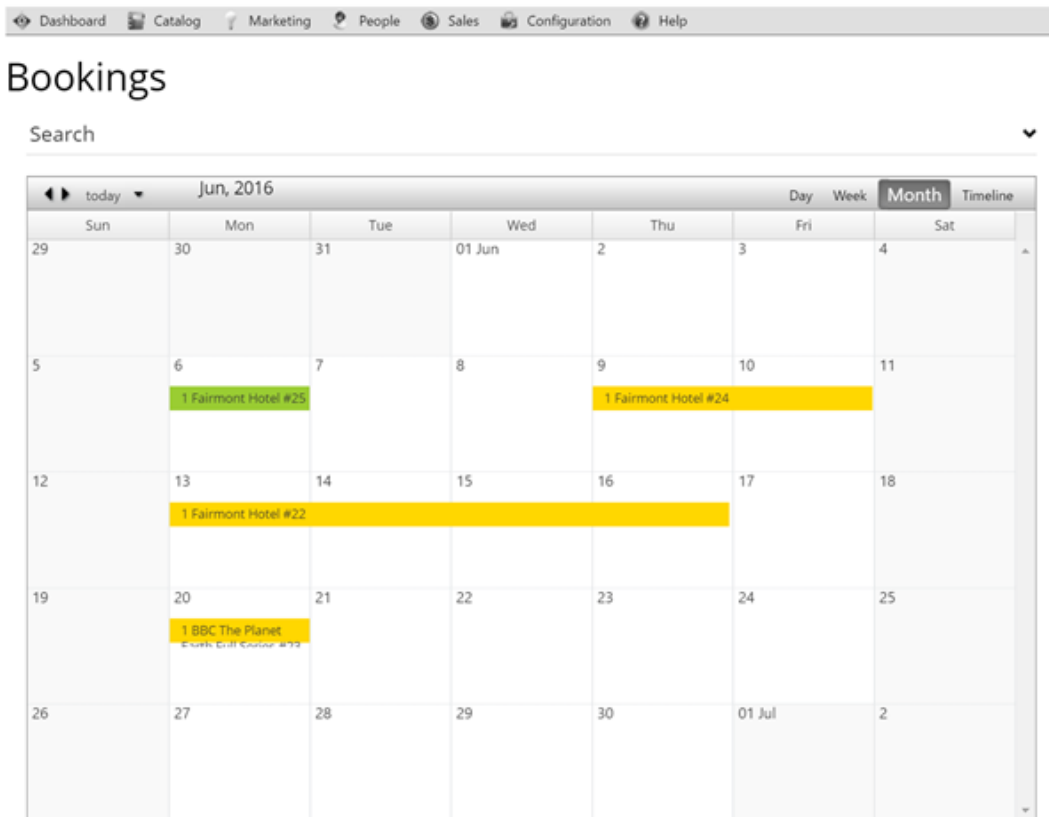 Dashboard Catalog Marketing People Sales Configuration Help
Bookings
Search
today Jun, 2016 Day Week Month Timeline
Sun Mon Tue Wed Thu Fri Sat
29 30 31 01 Jun 2 3 4
5 6 7 8 9 10 11
1 Fairmont Hotel #25 1 Fairmont Hotel #24
12 13 14 15 16 17 18
1 Fairmont Hotel #22
19 20 21 22 23 24 25
1 BBC The Planet
Earth Full Series #23
26 27 28 29 30 01 Jul 2